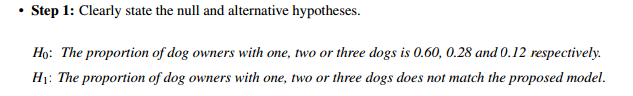 • Step 1: Clearly state the null and alternative hypotheses.
H₀: The proportion of dog owners with one, two or three dogs is 0.60, 0.28 and 0.12 respectively.
H₁: The proportion of dog owners with one, two or three dogs does not match the proposed model.